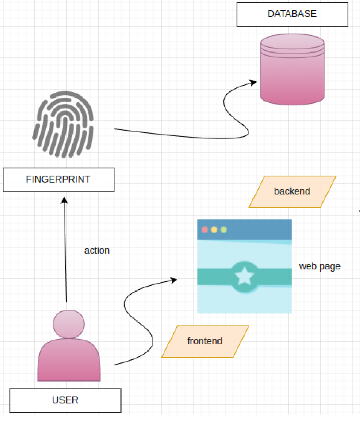 DATABASE
FINGERPRINT
backend
action
web page
frontend
USER